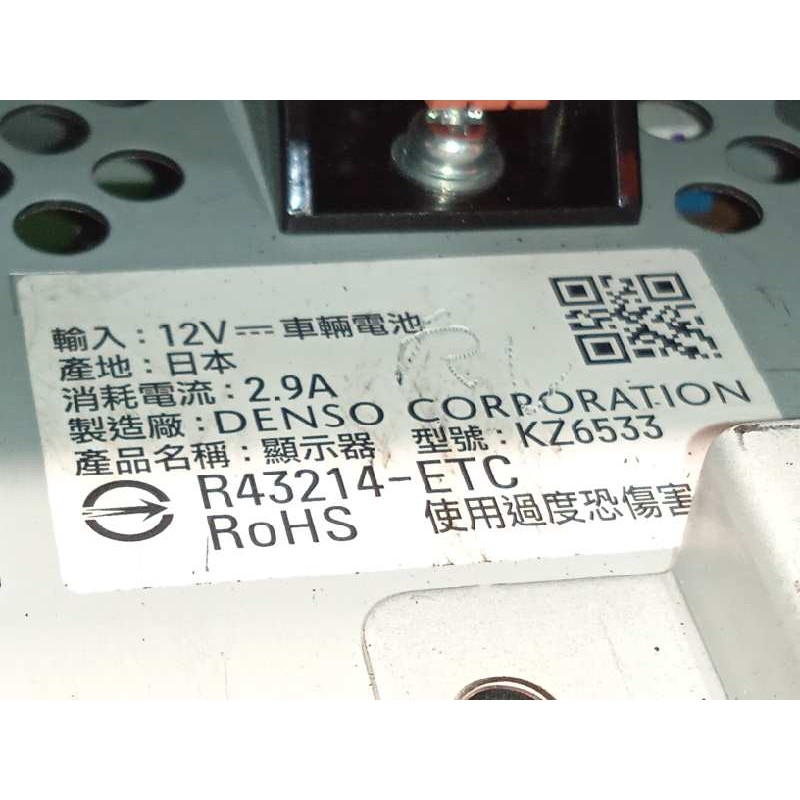 輸入：12V⎓車輛電池
產地：日本
消耗電流：2.9A
製造廠：DENSO CORPORATION
產品名稱：顯示器 型號：KZ6533
R43214-ETC
RoHS 使用過度恐傷害